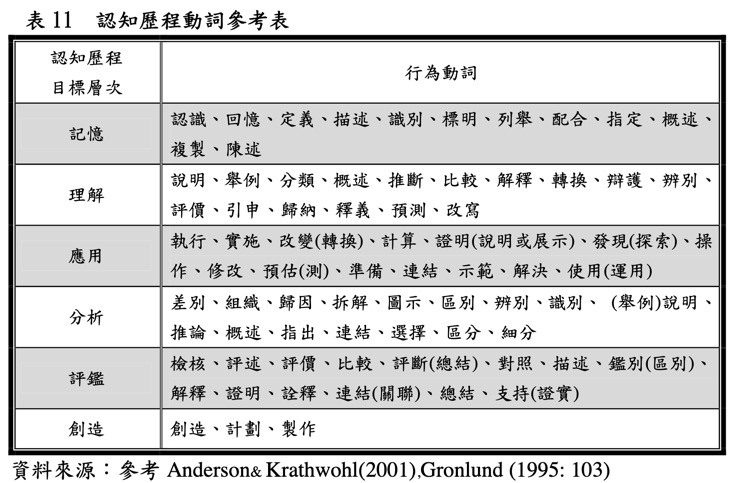 表 11　認知歷程動詞參考表
認知歷程
目標層次
行為動詞
記憶
認識、回憶、定義、描述、識別、標明、列舉、配合、指定、概述、
複製、陳述
理解
說明、舉例、分類、概述、推斷、比較、解釋、轉換、辯護、辨別、
評價、引申、歸納、釋義、預測、改寫
應用
執行、實施、改變(轉換)、計算、證明(說明或展示)、發現(探索)、操
作、修改、預估(測)、準備、連結、示範、解決、使用(運用)
分析
差別、組織、歸因、拆解、圖示、區別、辨別、識別、 (舉例)說明、
推論、概述、指出、連結、選擇、區分、細分
評鑑
檢核、評述、評價、比較、評斷(總結)、對照、描述、鑑別(區別)、
解釋、證明、詮釋、連結(關聯)、總結、支持(證實)
創造
創造、計劃、製作
資料來源：參考 Anderson& Krathwohl(2001),Gronlund (1995: 103)